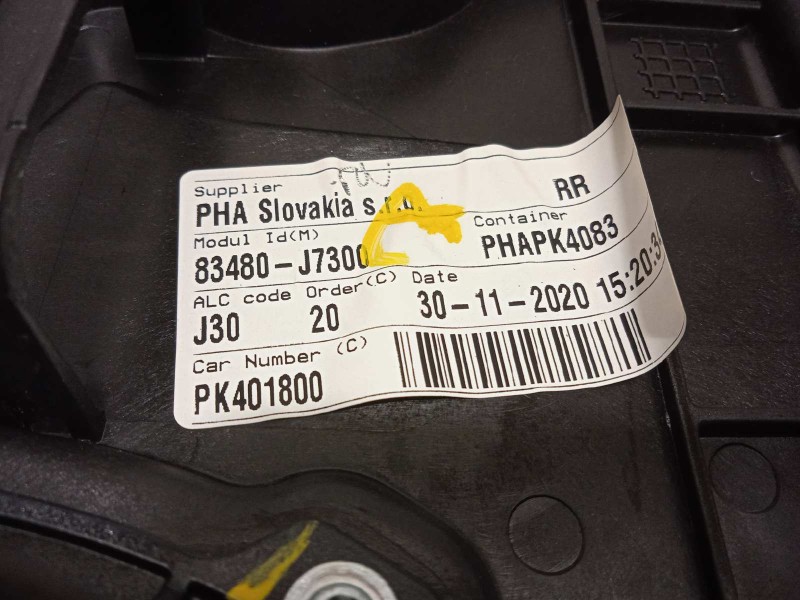 Supplier
PHA Slovakia s.r.o. RR
Modul Id(M) Container
83480-J7300 PHAPK4083
ALC code Order(C) Date
J30 20 30-11-2020 15:20:3
Car Number (C)
PK401800